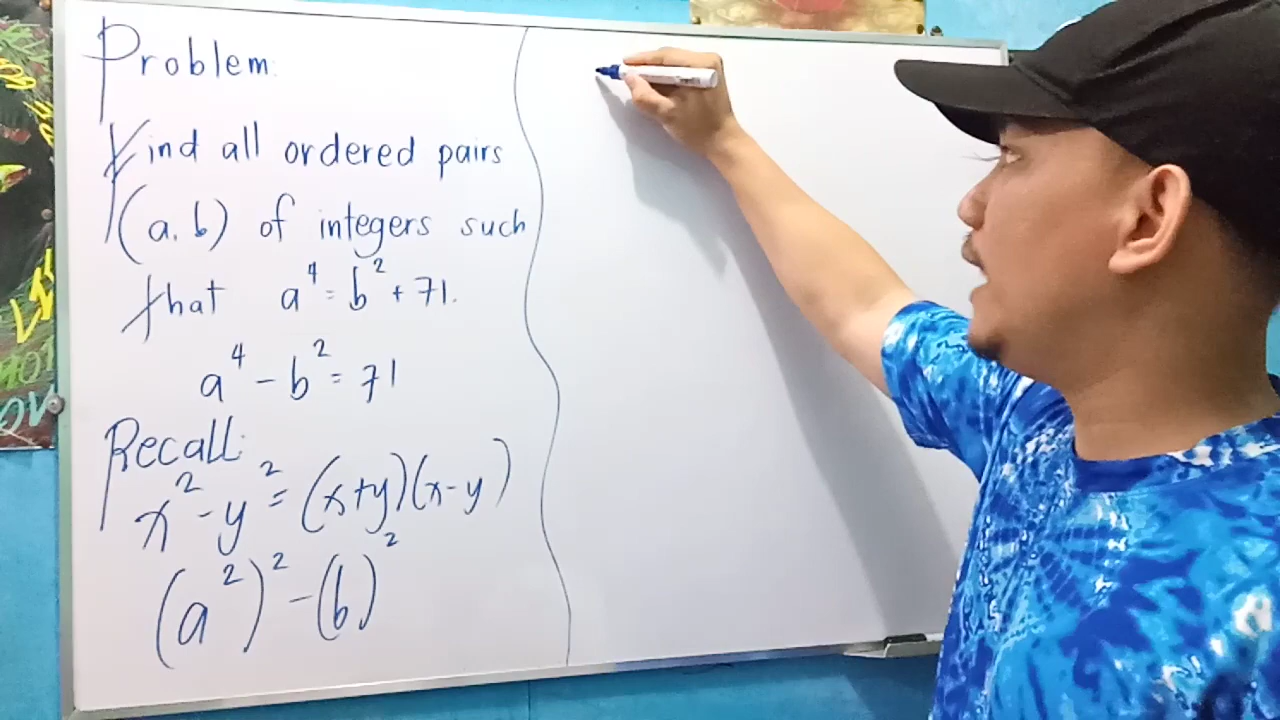 Problem:
Find all ordered pairs
(a, b) of integers such
that a⁴ = b² + 71.
a⁴ - b² = 71
Recall:
x² - y² = (x+y)(x-y)
(a²)² - (b)²